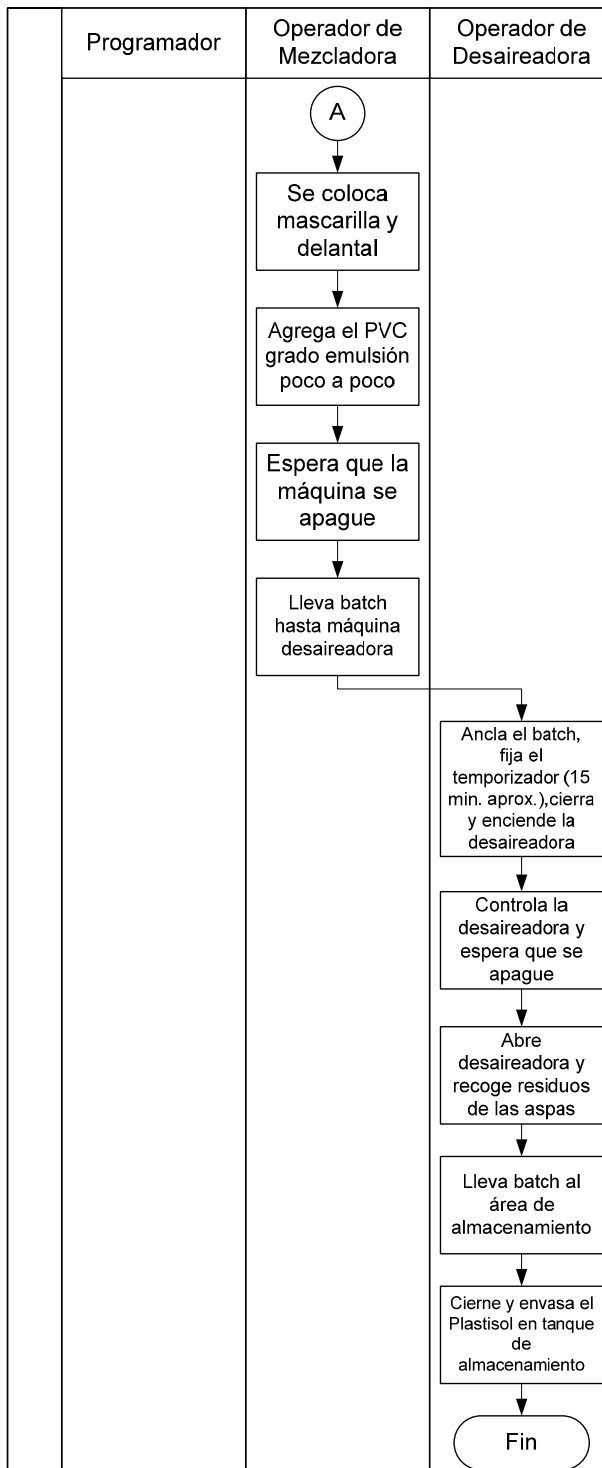 Programador
Operador de
Mezcladora
Operador de
Desaireadora
A
Se coloca
mascarilla y
delantal
Agrega el PVC
grado emulsión
poco a poco
Espera que la
máquina se
apague
Lleva batch
hasta máquina
desaireadora
Ancla el batch,
fija el
temporizador (15
min. aprox.),cierra
y enciende la
desaireadora
Controla la
desaireadora y
espera que se
apague
Abre
desaireadora y
recoge residuos
de las aspas
Lleva batch al
área de
almacenamiento
Cierne y envasa el
Plastisol en tanque
de
almacenamiento
Fin